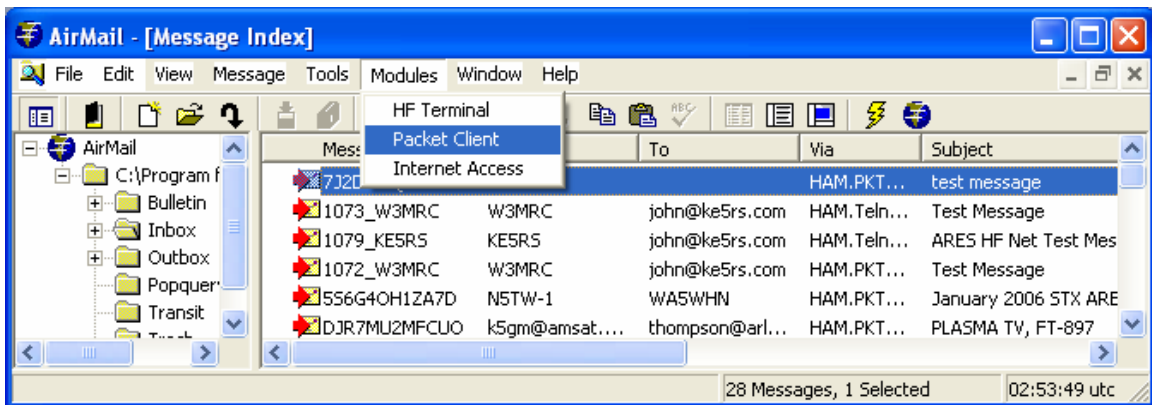 AirMail - [Message Index]
File Edit View Message Tools Modules Window Help
HF Terminal
Packet Client
Internet Access
ABC
AirMail
C:\Program f
Bulletin
Inbox
Outbox
Popquer
Transit
Mess To Via Subject
7J2D HAM.PKT... test message
1073_W3MRC W3MRC john@ke5rs.com HAM.Teln... Test Message
1079_KE5RS KE5RS john@ke5rs.com HAM.Teln... ARES HF Net Test Mes
1072_W3MRC W3MRC john@ke5rs.com HAM.PKT... Test Message
5S6G4OH1ZA7D N5TW-1 WA5WHN HAM.PKT... January 2006 STX ARE
DJR7MU2MFCUO k5gm@amsat.... thompson@arl... HAM.PKT... PLASMA TV, FT-897
28 Messages, 1 Selected 02:53:49 utc